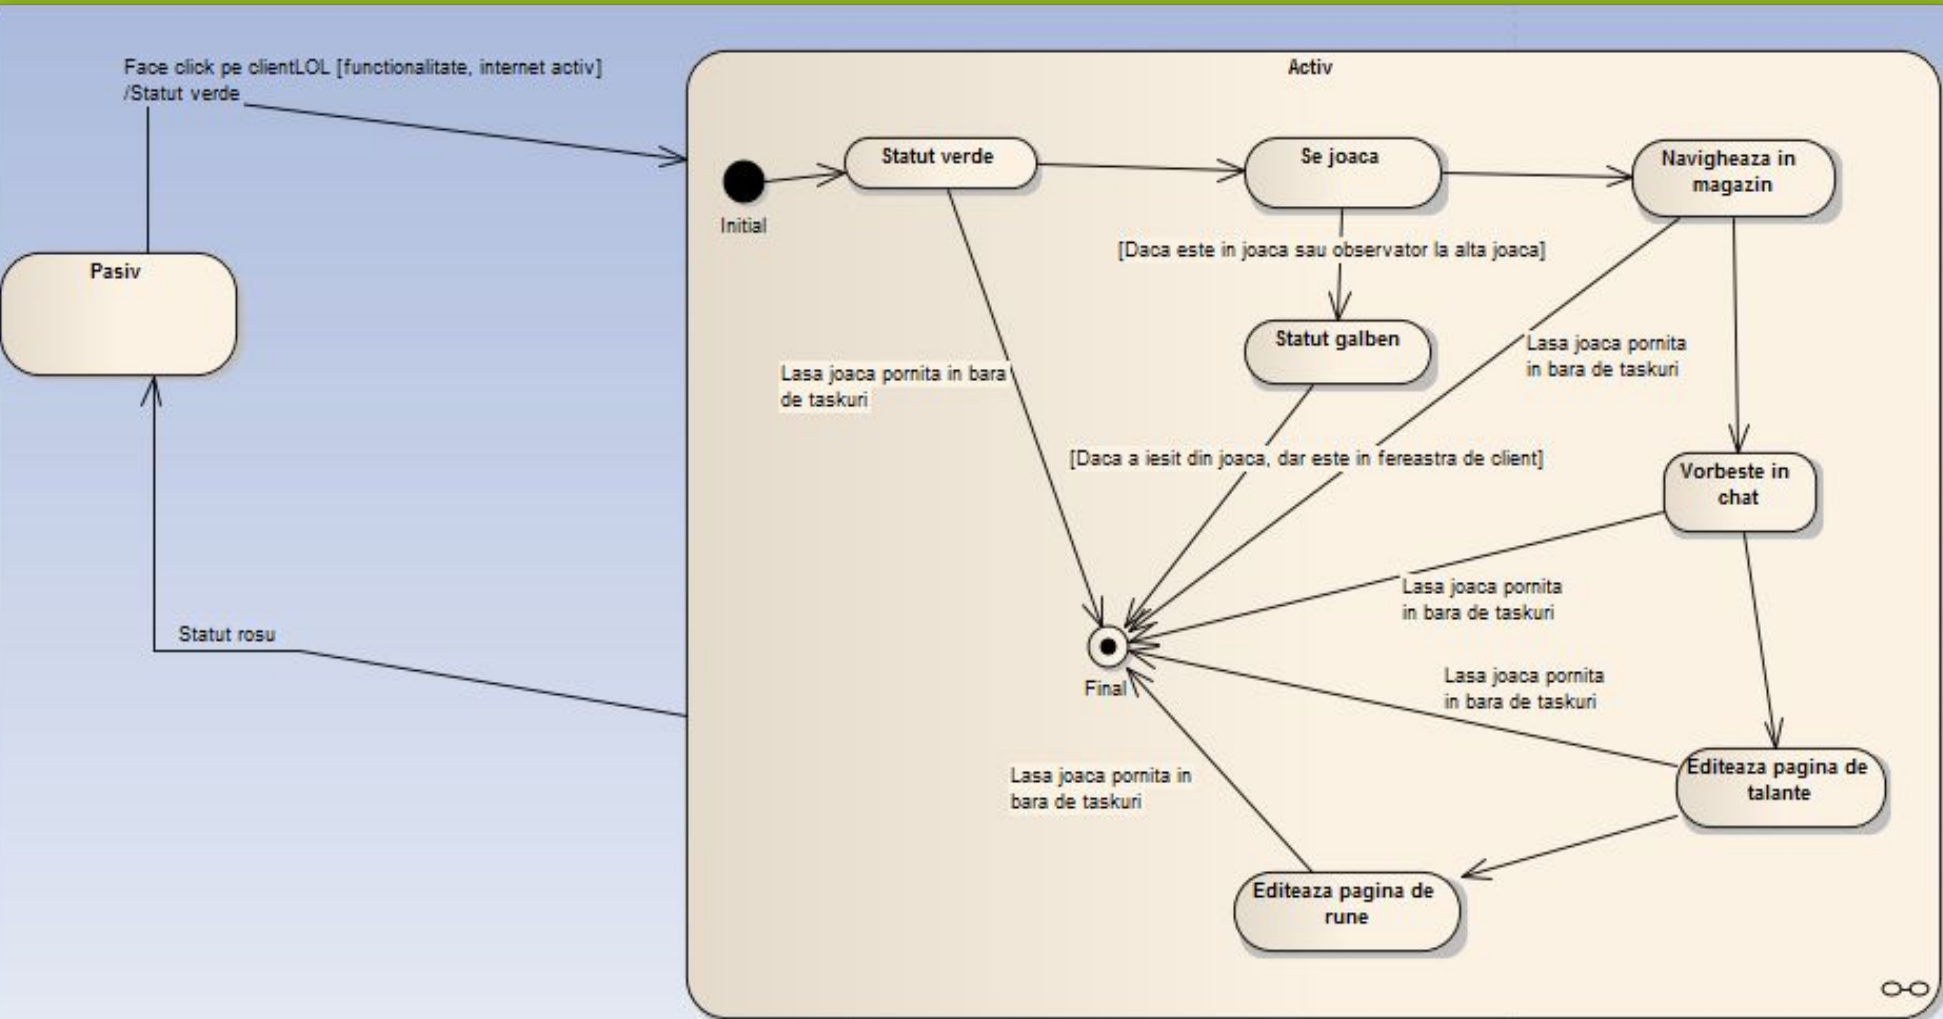 Face click pe clientLOL [functionalitate, internet activ]
/Statut verde
Activ
Statut verde
Se joaca
Navigheaza in
magazin
Initial
[Daca este in joaca sau observator la alta joaca]
Pasiv
Statut galben
Lasa joaca pornita
in bara de taskuri
Lasa joaca pornita in bara
de taskuri
[Daca a iesit din joaca, dar este in fereastra de client]
Vorbeste in
chat
Lasa joaca pornita
in bara de taskuri
Statut rosu
Final
Lasa joaca pornita
in bara de taskuri
Lasa joaca pornita in
bara de taskuri
Editeaza pagina de
talante
Editeaza pagina de
rune